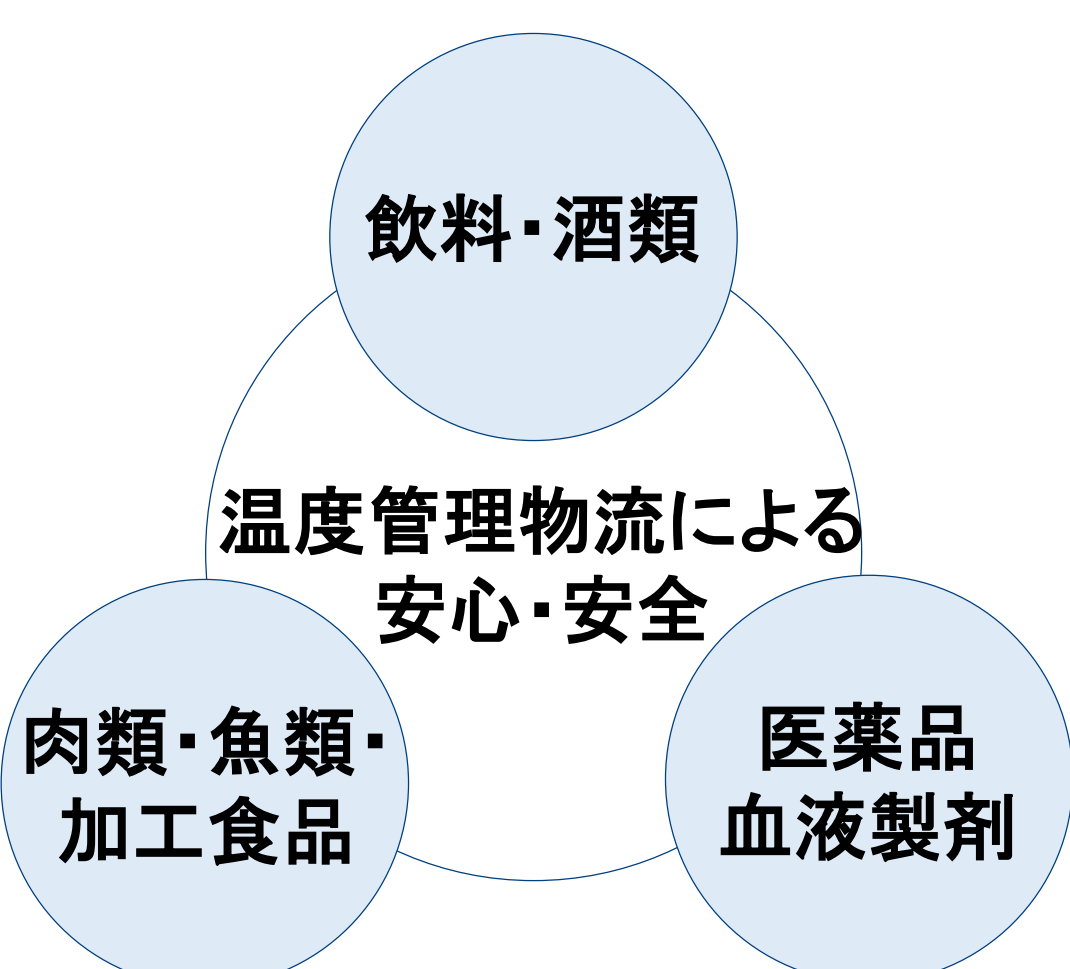 飲料・酒類
温度管理物流による
安心・安全
肉類・魚類・
加工食品
医薬品
血液製剤